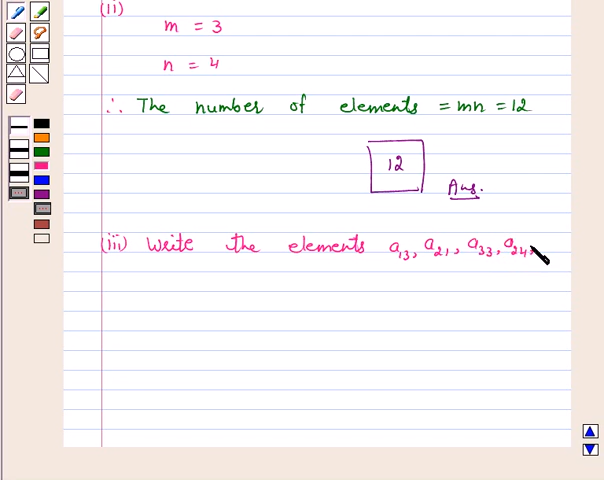 (ii)
m = 3
n = 4
∴ The number of elements = mn = 12
12
Ans.
(iii) Write the elements a₁₃, a₂₁, a₃₃, a₂₄,